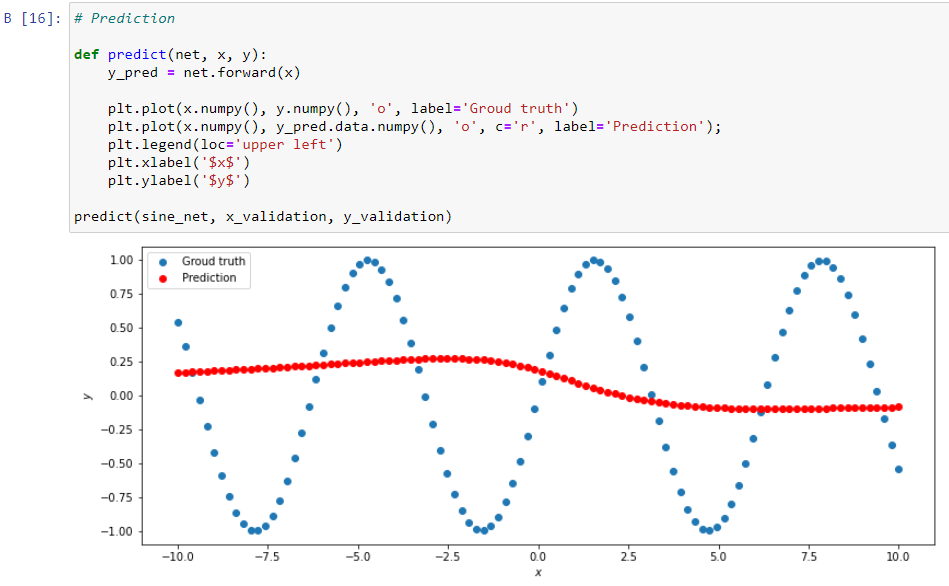 B [16]: # Prediction
def predict(net, x, y):
y_pred = net.forward(x)
plt.plot(x.numpy(), y.numpy(), 'o', label='Groud truth')
plt.plot(x.numpy(), y_pred.data.numpy(), 'o', c='r', label='Prediction');
plt.legend(loc='upper left')
plt.xlabel('$x$')
plt.ylabel('$y$')
predict(sine_net, x_validation, y_validation)
Groud truth
Prediction
1.00
0.75
0.50
0.25
0.00
−0.25
−0.50
−0.75
−1.00
y
−10.0 −7.5 −5.0 −2.5 0.0 2.5 5.0 7.5 10.0
x